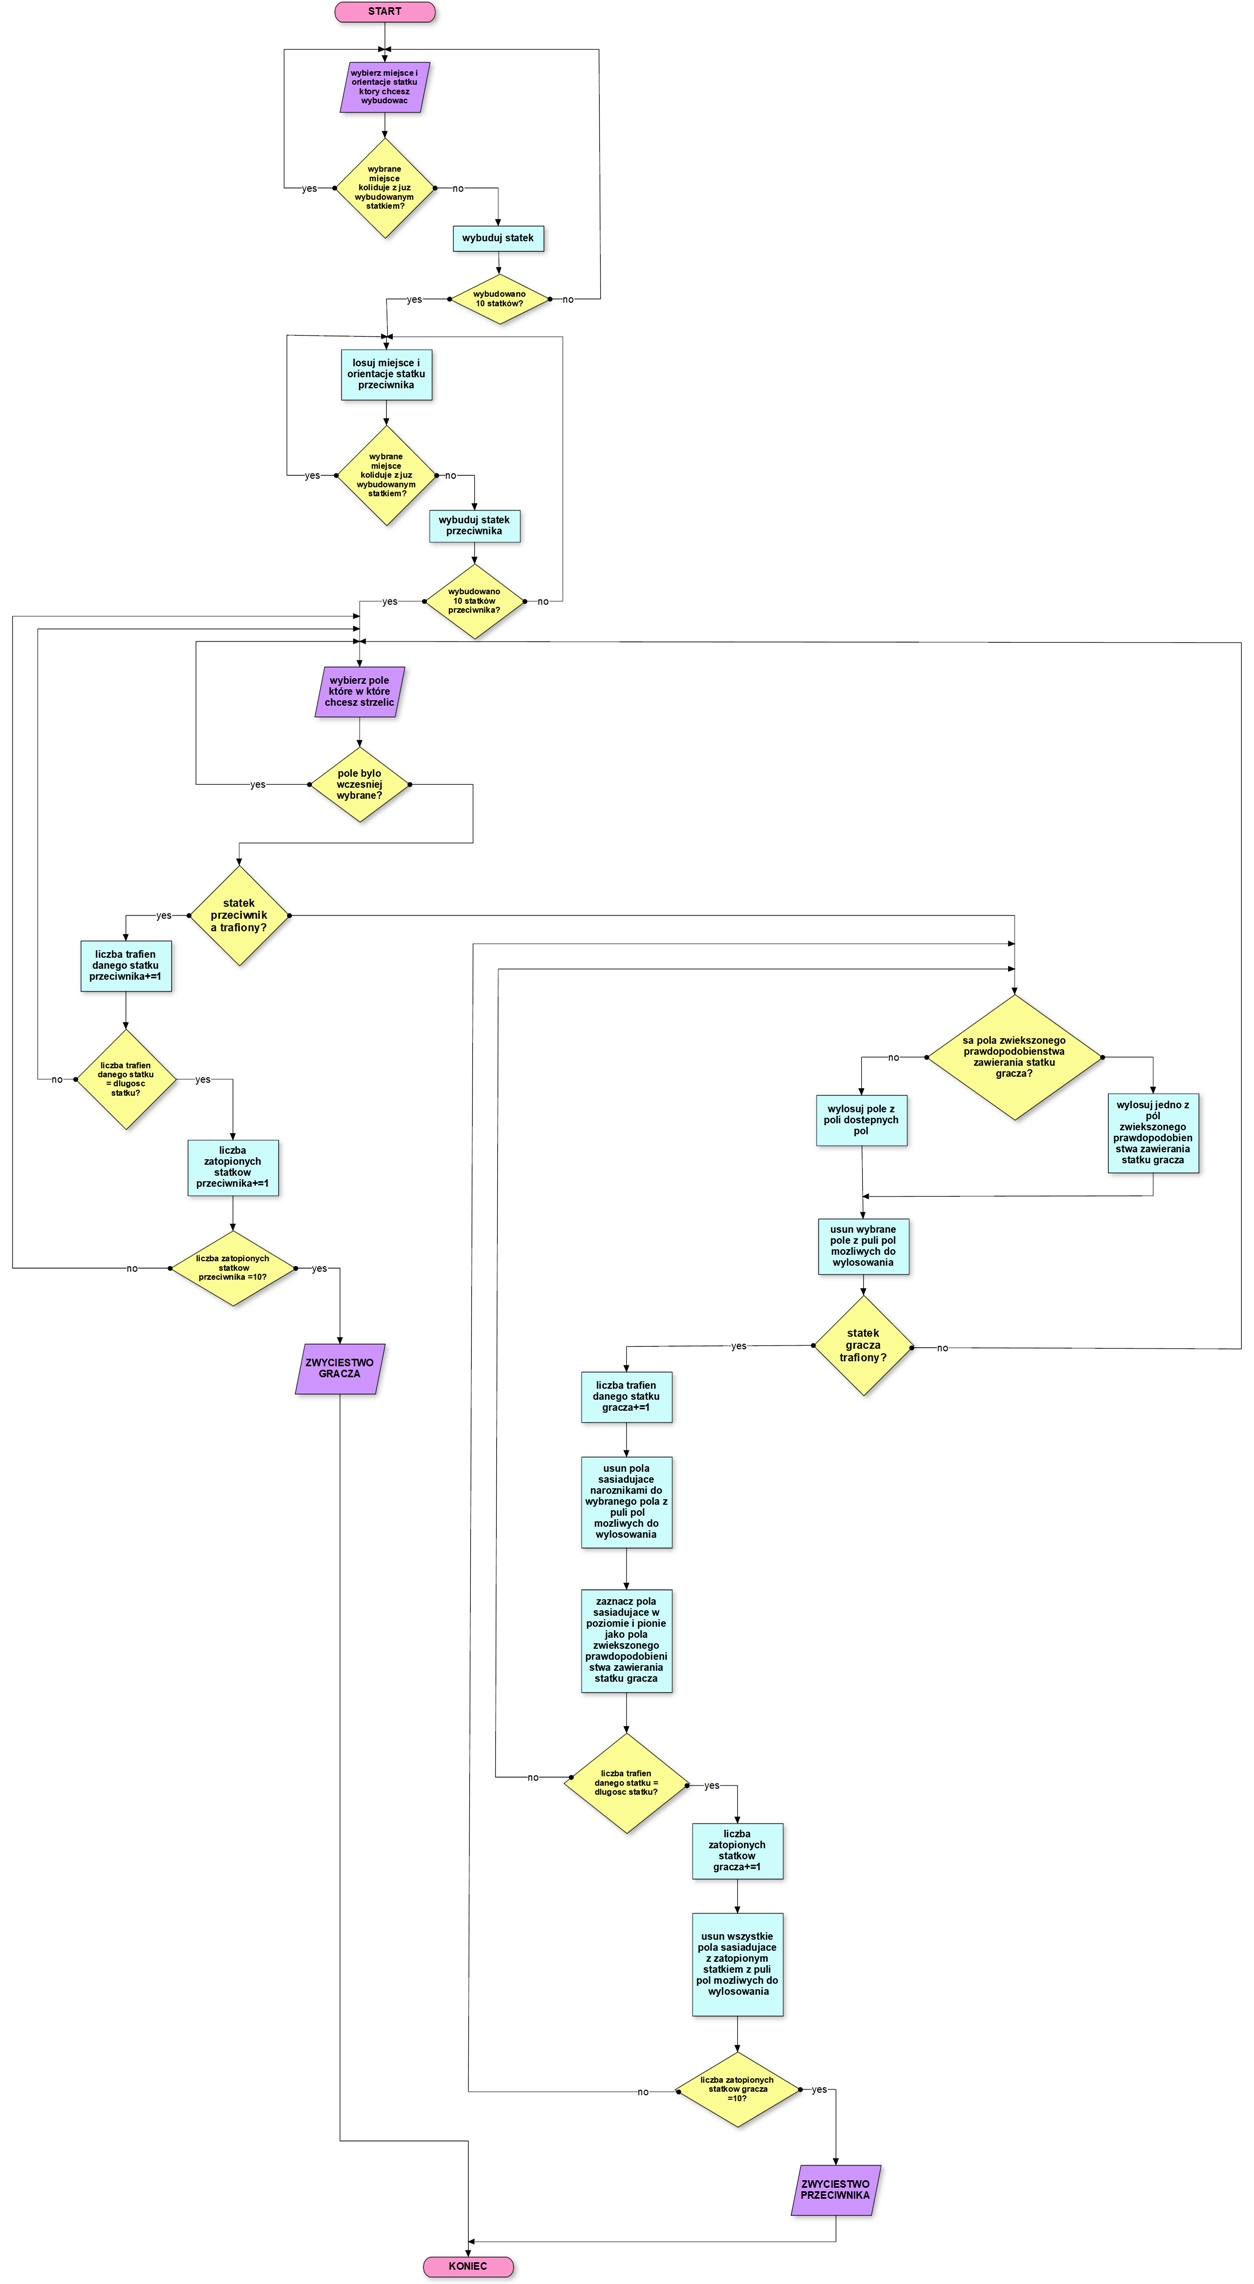 START
wybierz miejsce i
orientacje statku
ktory chcesz
wybudowac
wybrane
miejsce
koliduje z juz
wybudowanym
statkiem?
yes
no
wybuduj statek
wybudowano
10 statków?
yes
no
losuj miejsce i
orientacje statku
przeciwnika
wybrane
miejsce
koliduje z juz
wybudowanym
statkiem?
yes
no
wybuduj statek
przeciwnika
wybudowano
10 statków
przeciwnika?
yes
no
wybierz pole
które w które
chcesz strzelic
pole bylo
wczesniej
wybrane?
yes
statek
przeciwnik
a trafiony?
yes
liczba trafien
danego statku
przeciwnika+=1
liczba trafien
danego statku
= dlugosc
statku?
no
yes
liczba
zatopionych
statkow
przeciwnika+=1
liczba zatopionych
statkow
przeciwnika =10?
no
yes
ZWYCIESTWO
GRACZA
sa pola zwiekszonego
prawdopodobienstwa
zawierania statku
gracza?
no
wylosuj pole z
poli dostepnych
pol
wylosuj jedno z
pól
zwiekszonego
prawdopodobien
stwa zawierania
statku gracza
usun wybrane
pole z puli pol
mozliwych do
wylosowania
statek
gracza
trafiony?
yes
no
liczba trafien
danego statku
gracza+=1
usun pola
sasiadujace
naroznikami do
wybranego pola z
puli pol
mozliwych do
wylosowania
zaznacz pola
sasiadujace w
poziomie i pionie
jako pola
zwiekszonego
prawdopodobieni
stwa zawierania
statku gracza
liczba trafien
danego statku =
dlugosc statku?
no
yes
liczba
zatopionych
statkow
gracza+=1
usun wszystkie
pola sasiadujace
z zatopionym
statkiem z puli
pol mozliwych do
wylosowania
liczba zatopionych
statkow gracza
=10?
no
yes
ZWYCIESTWO
PRZECIWNIKA
KONIEC